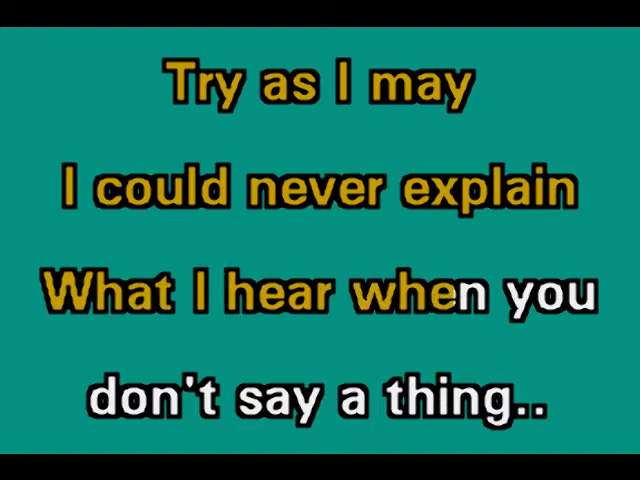 Try as I may
I could never explain
What I hear when you
don't say a thing..